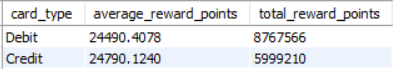 card_type average_reward_points total_reward_points
Debit 24490.4078 8767566
Credit 24790.1240 5999210